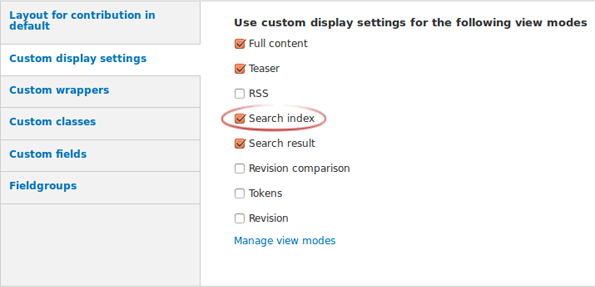 Layout for contribution in
default
Custom display settings
Custom wrappers
Custom classes
Custom fields
Fieldgroups
Use custom display settings for the following view modes
Full content
Teaser
RSS
Search index
Search result
Revision comparison
Tokens
Revision
Manage view modes